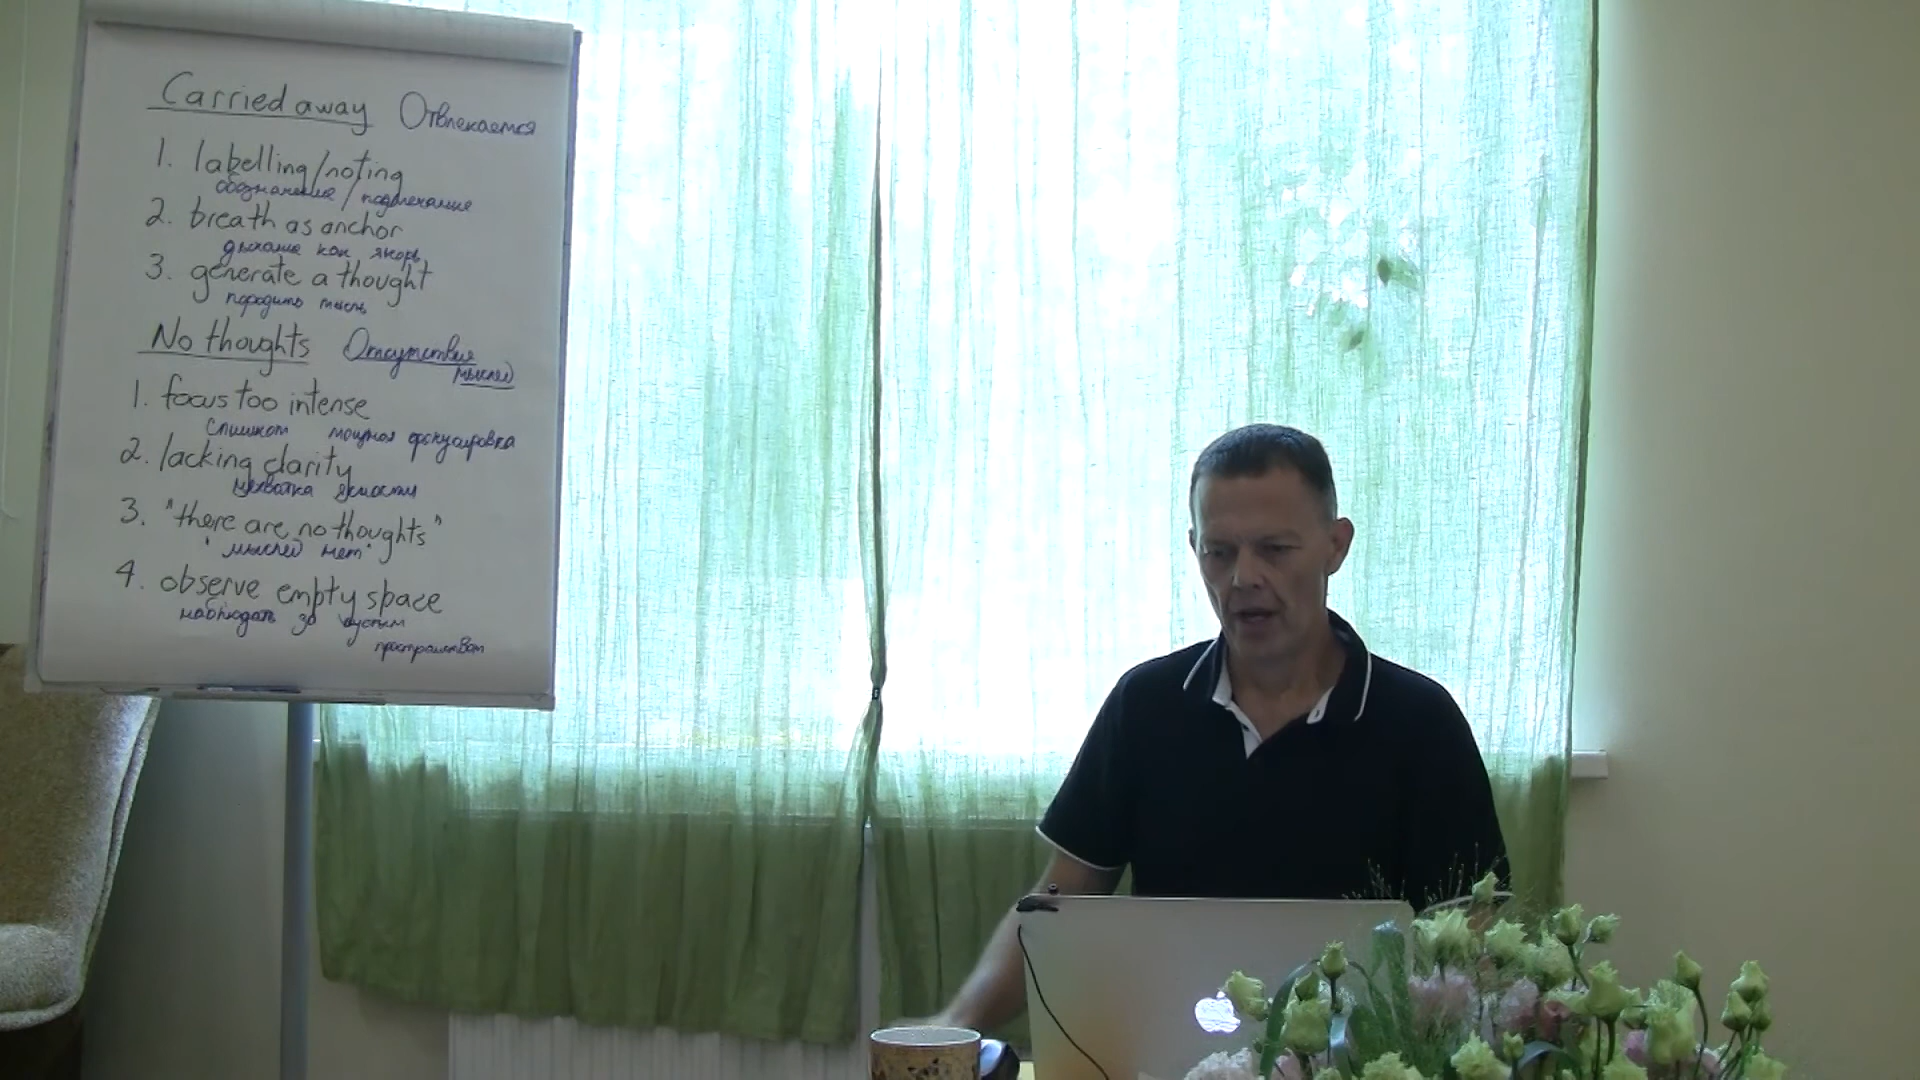 Carried away Отвлекается
1. labelling/noting
обозначение / подмечание
2. breath as anchor
дыхание как якорь
3. generate a thought
породить мысль
No thoughts Отсутствия
мыслей
1. focus too intense
слишком мощная фокусировка
2. lacking clarity
нехватка ясности
3. "there are no thoughts"
"мыслей нет"
4. observe empty space
наблюдать за пустым
пространством